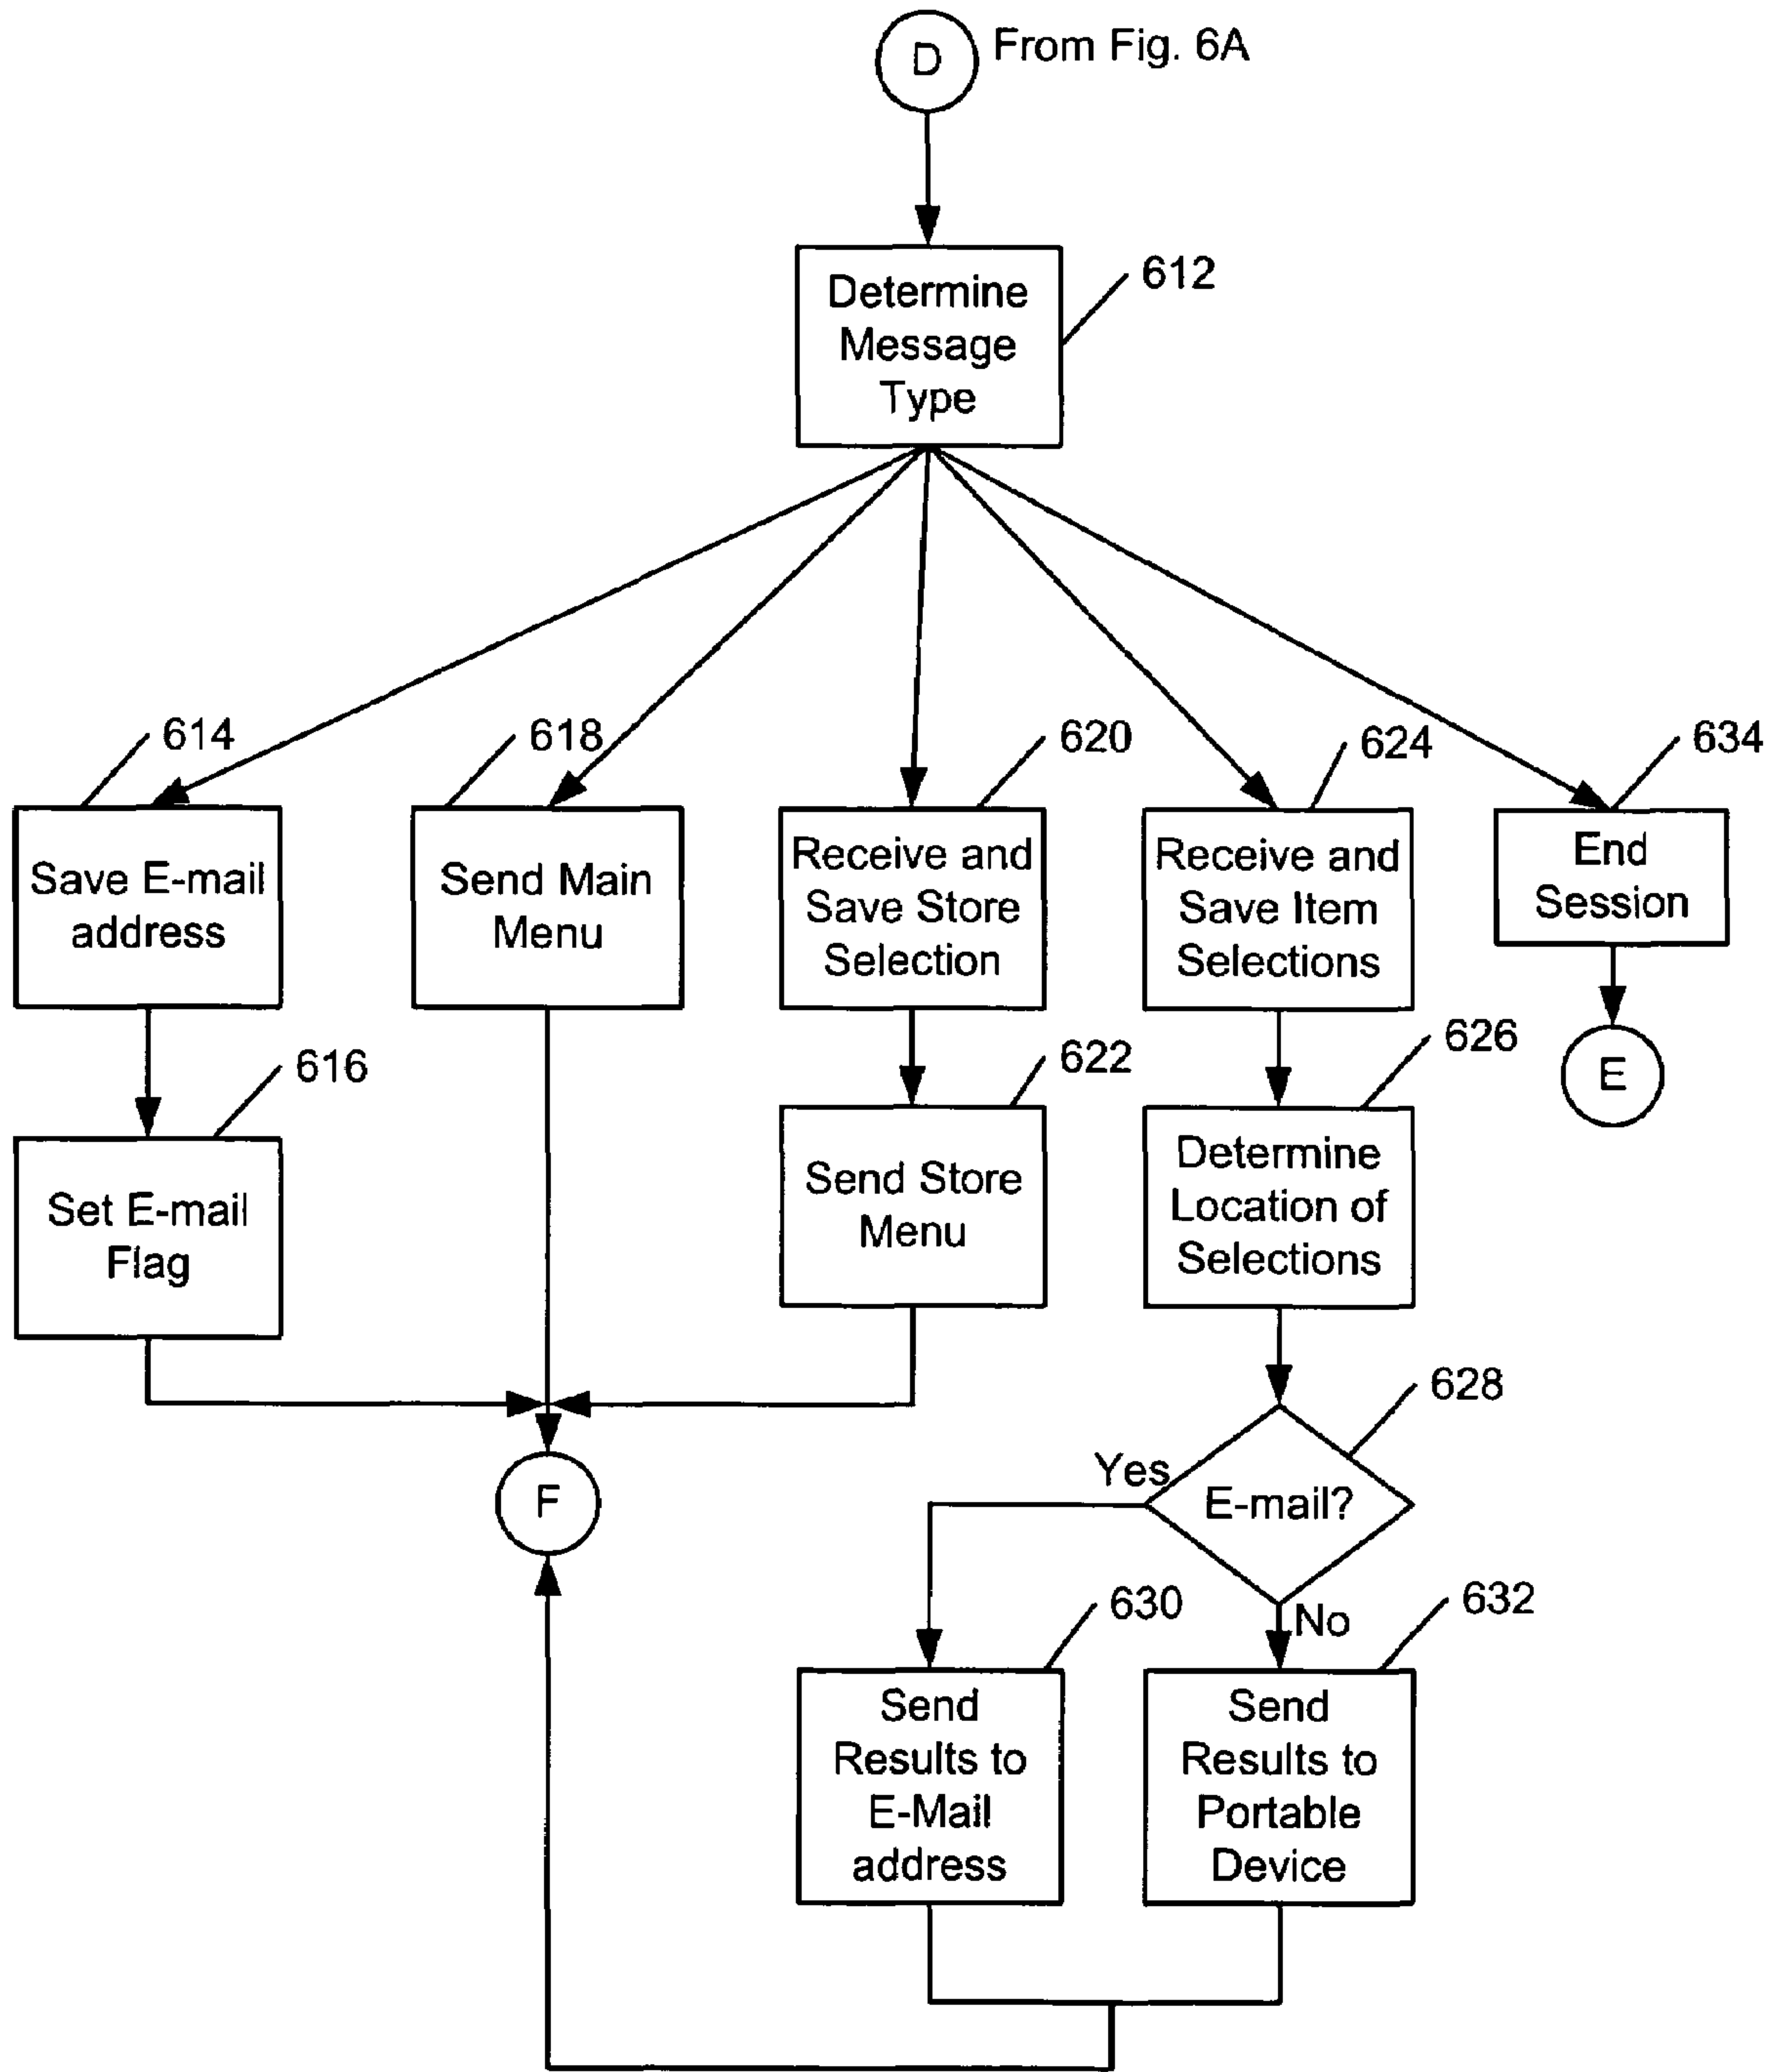 D
From Fig. 6A
Determine
Message
Type
612
614
618
620
624
634
Save E-mail
address
Send Main
Menu
Receive and
Save Store
Selection
Receive and
Save Item
Selections
End
Session
616
622
626
E
Set E-mail
Flag
Send Store
Menu
Determine
Location of
Selections
628
F
Yes
E-mail?
No
630
632
Send
Results to
E-Mail
address
Send
Results to
Portable
Device